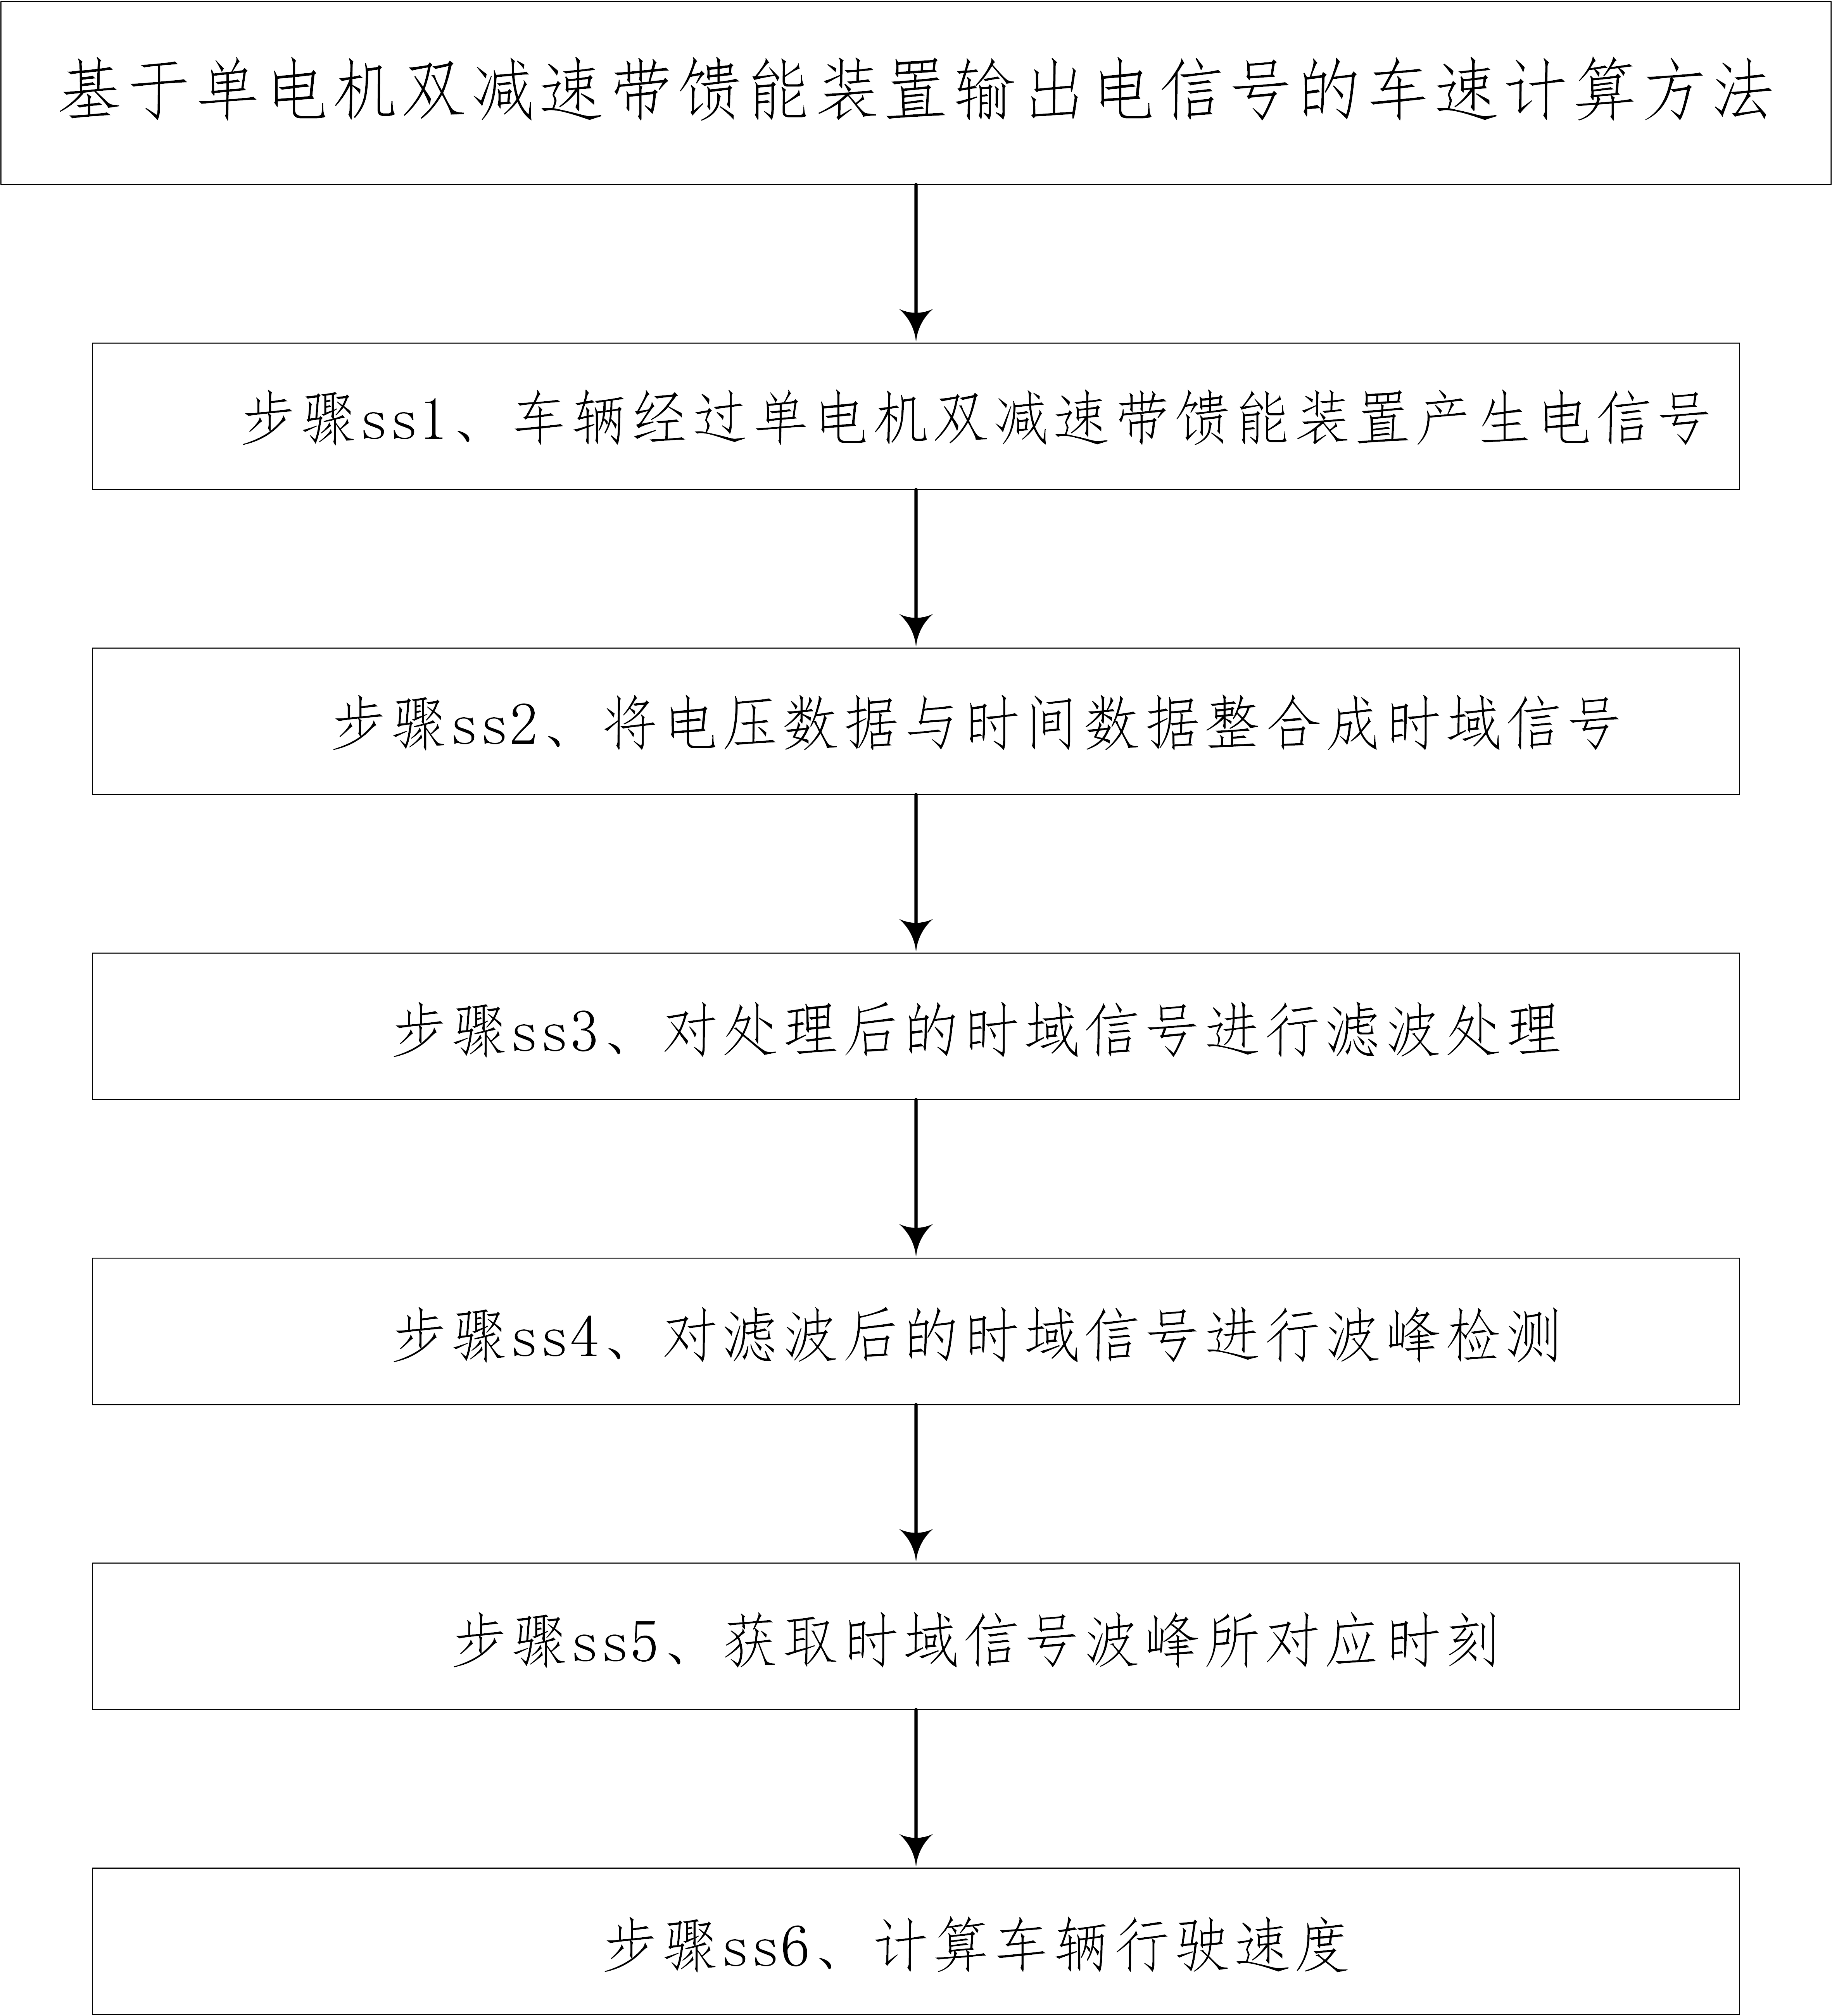 基于单电机双减速带馈能装置输出电信号的车速计算方法
步骤ss1、车辆经过单电机双减速带馈能装置产生电信号
步骤ss2、将电压数据与时间数据整合成时域信号
步骤ss3、对处理后的时域信号进行滤波处理
步骤ss4、对滤波后的时域信号进行波峰检测
步骤ss5、获取时域信号波峰所对应时刻
步骤ss6、计算车辆行驶速度